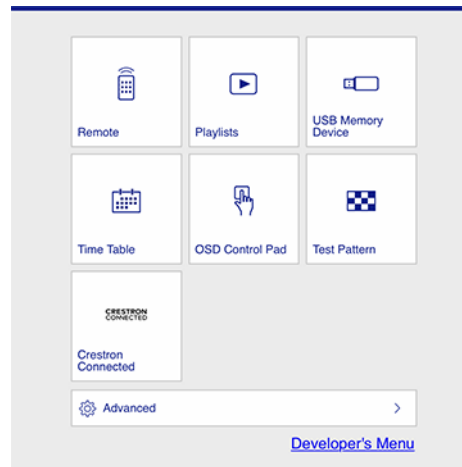 Remote
Playlists
USB Memory
Device
Time Table
OSD Control Pad
Test Pattern
CRESTRON
CONNECTED
Crestron
Connected
Advanced
Developer's Menu